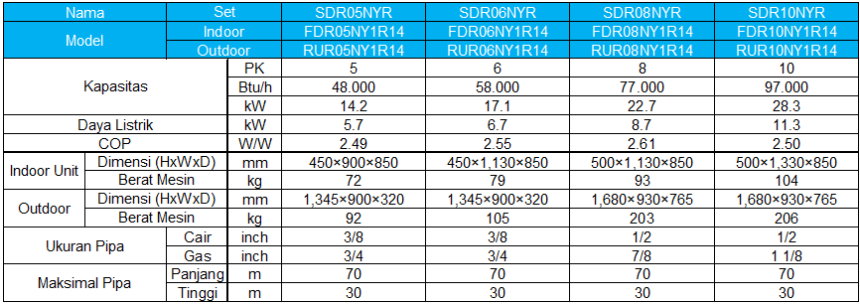 Nama Set SDR05NYR SDR06NYR SDR08NYR SDR10NYR
Model Indoor FDR05NY1R14 FDR06NY1R14 FDR08NY1R14 FDR10NY1R14
Outdoor RUR05NY1R14 RUR06NY1R14 RUR08NY1R14 RUR10NY1R14
Kapasitas PK 5 6 8 10
Btu/h 48.000 58.000 77.000 97.000
kW 14.2 17.1 22.7 28.3
Daya Listrik kW 5.7 6.7 8.7 11.3
COP W/W 2.49 2.55 2.61 2.50
Indoor Unit Dimensi (HxWxD) mm 450×900×850 450×1,130×850 500×1,130×850 500×1,330×850
Berat Mesin kg 72 79 93 104
Outdoor Dimensi (HxWxD) mm 1,345×900×320 1,345×900×320 1,680×930×765 1,680×930×765
Berat Mesin kg 92 105 203 206
Ukuran Pipa Cair inch 3/8 3/8 1/2 1/2
Gas inch 3/4 3/4 7/8 1 1/8
Maksimal Pipa Panjang m 70 70 70 70
Tinggi m 30 30 30 30